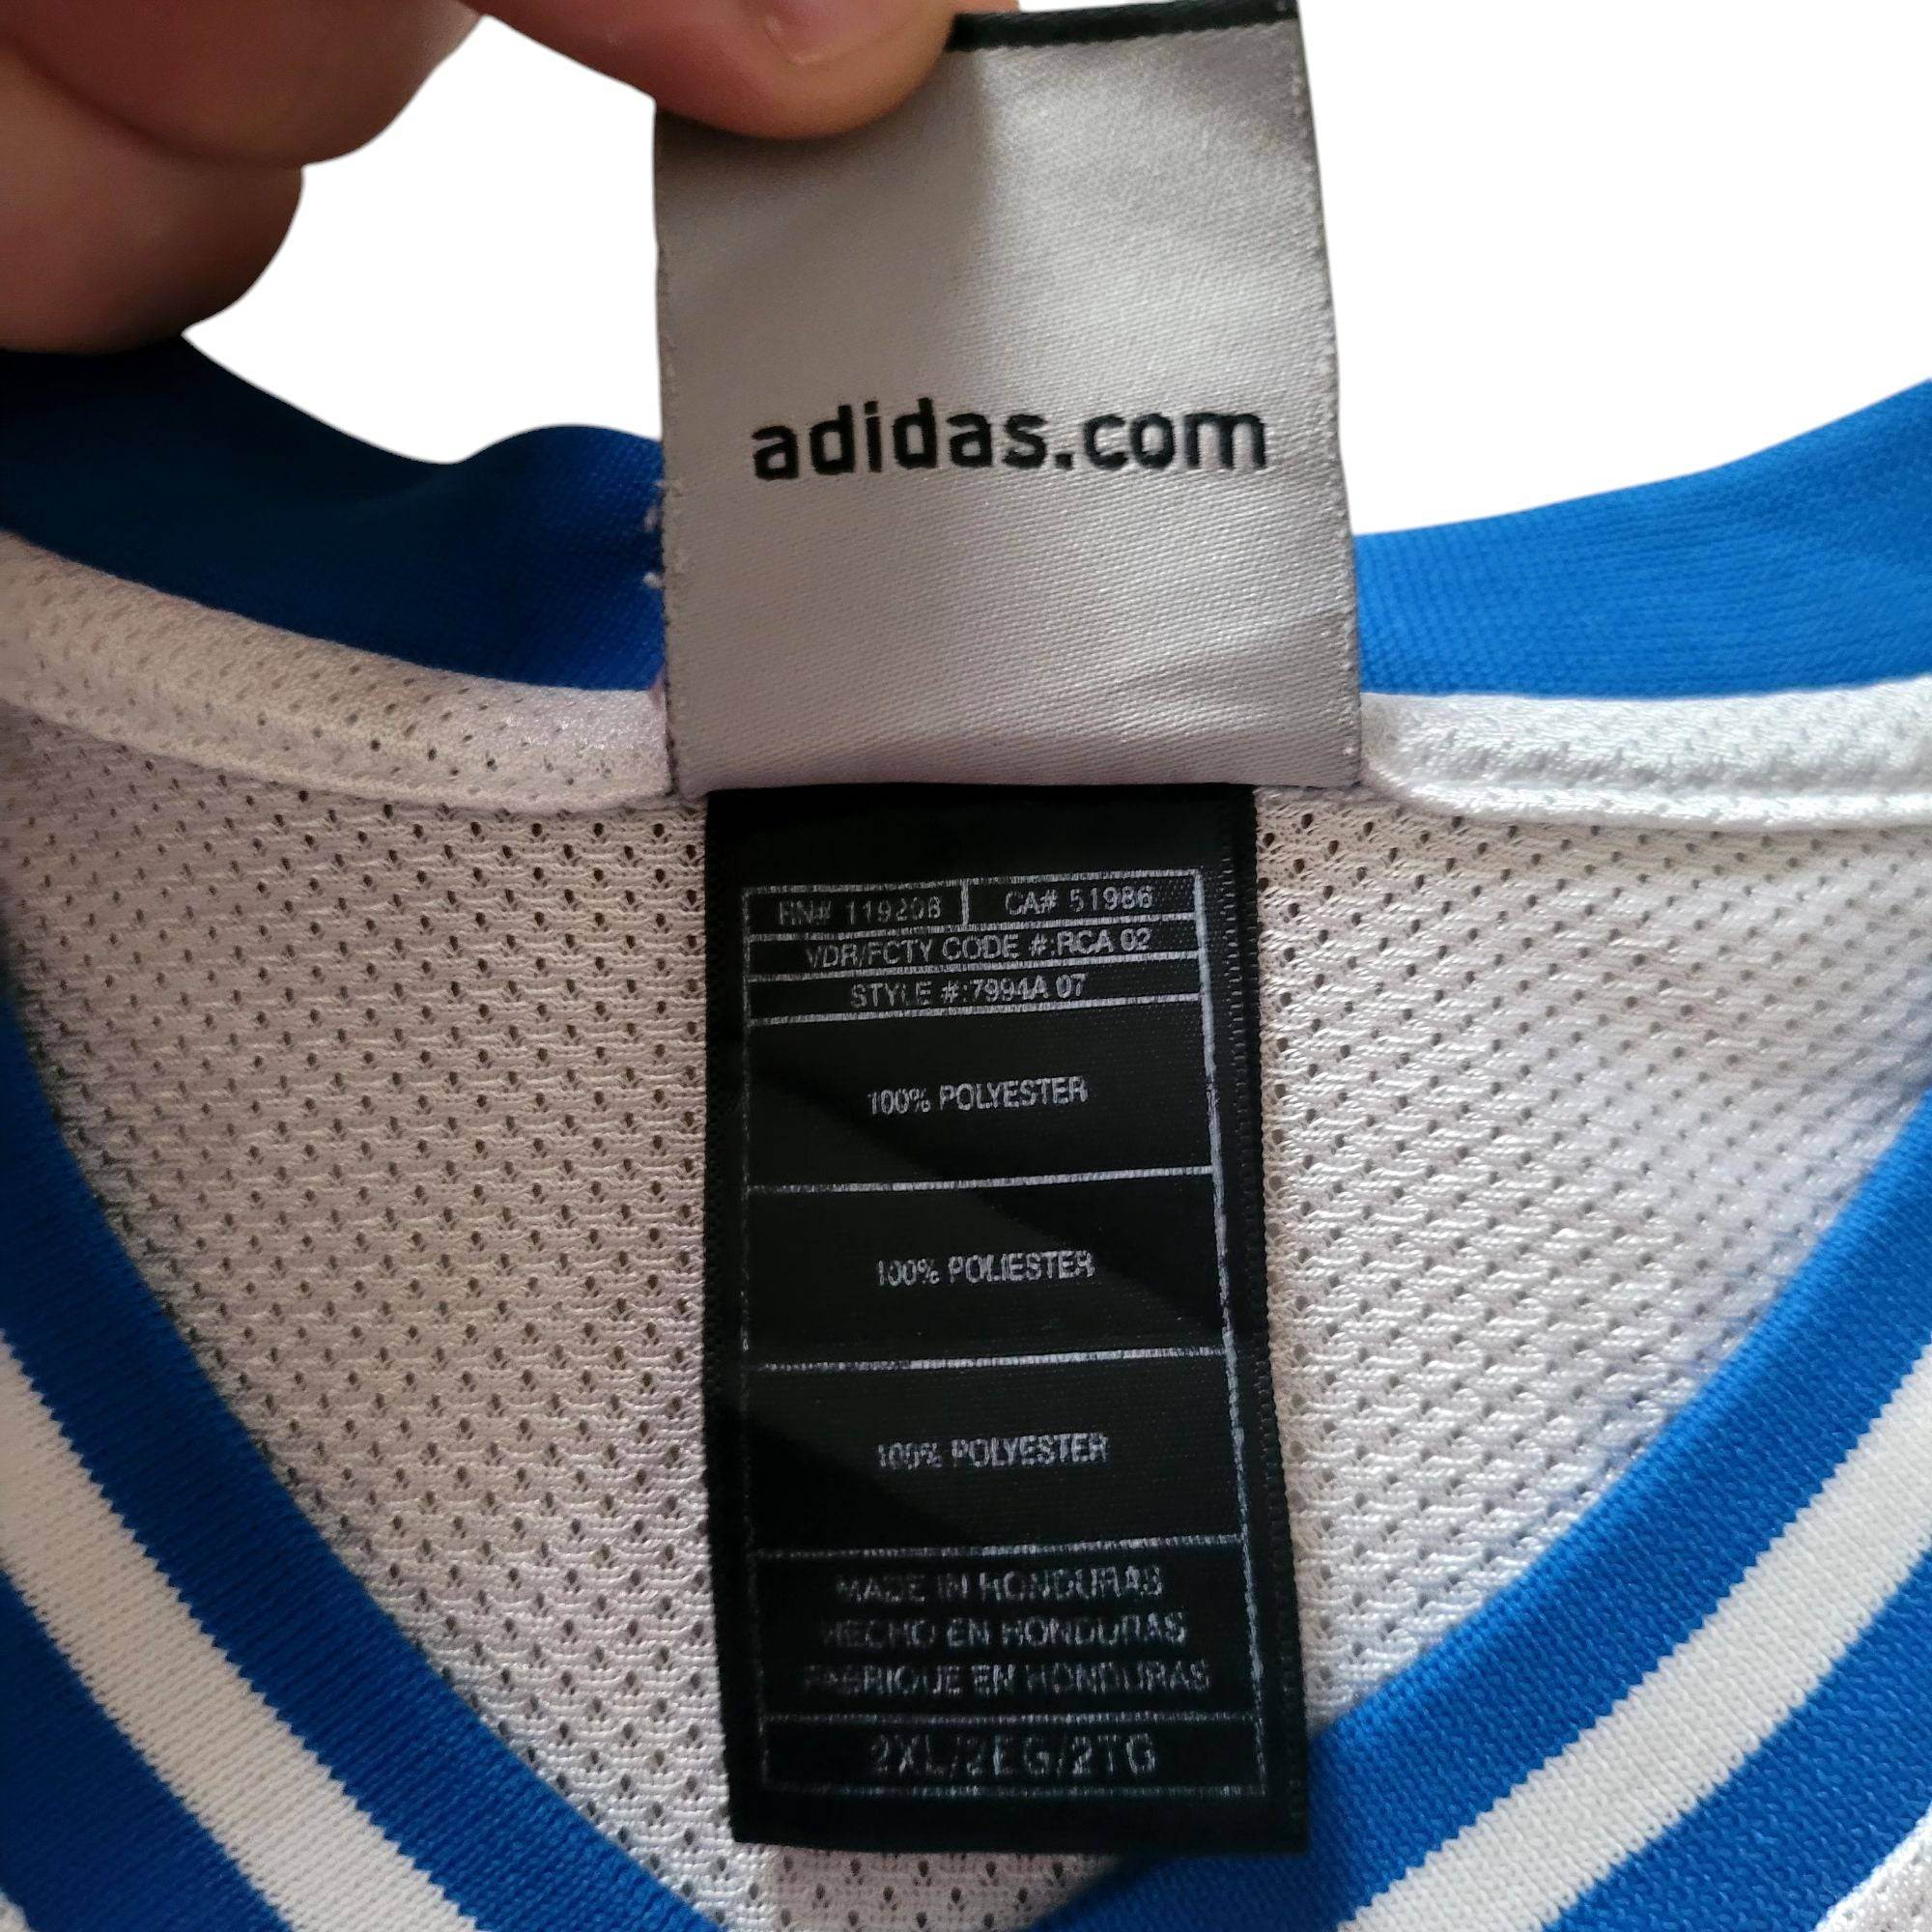 adidas.com
RN# 119208 CA# 51986
VDR/FCTY CODE #:RCA 02
STYLE #:7994A 07
100% POLYESTER
100% POLIESTER
100% POLYESTER
MADE IN HONDURAS
HECHO EN HONDURAS
FABRIQUE EN HONDURAS
2XL/2EG/2TG